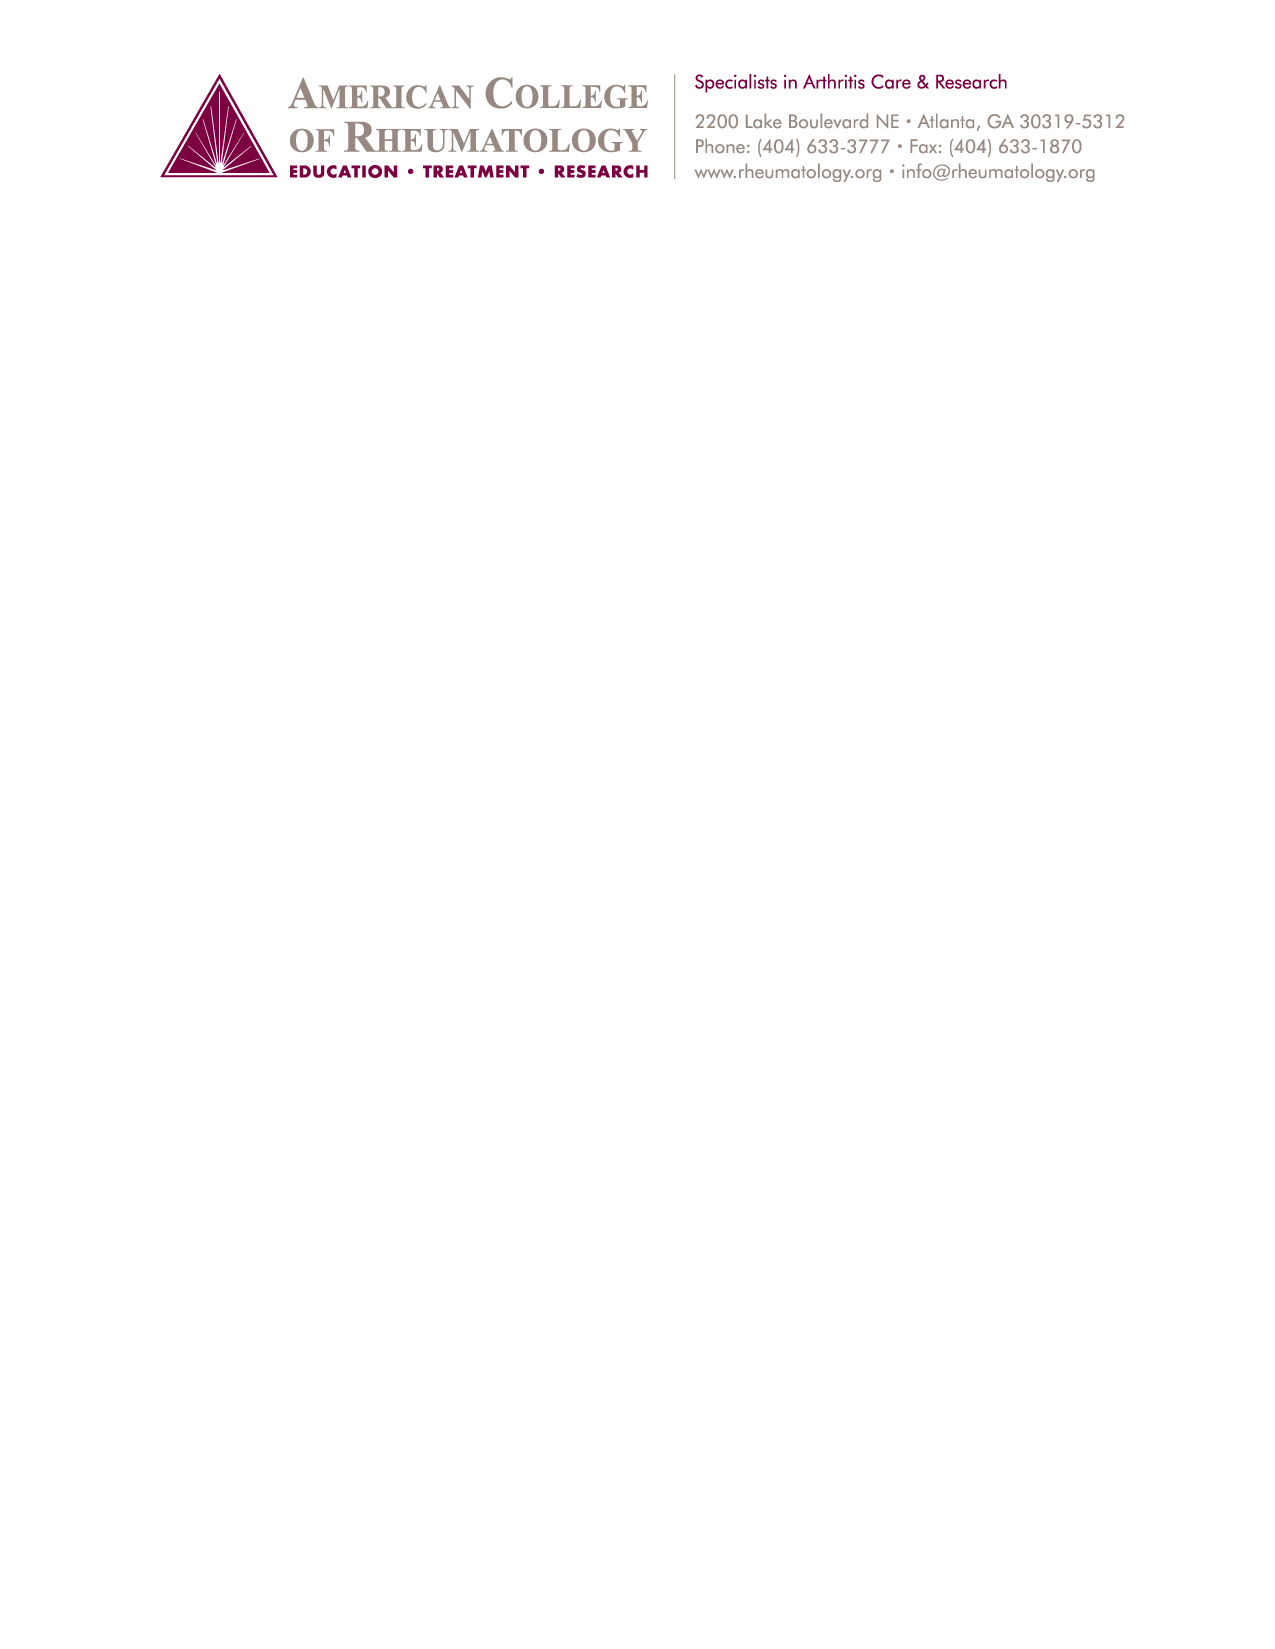 AMERICAN COLLEGE
OF RHEUMATOLOGY
EDUCATION • TREATMENT • RESEARCH
Specialists in Arthritis Care & Research
2200 Lake Boulevard NE • Atlanta, GA 30319-5312
Phone: (404) 633-3777 • Fax: (404) 633-1870
www.rheumatology.org • info@rheumatology.org